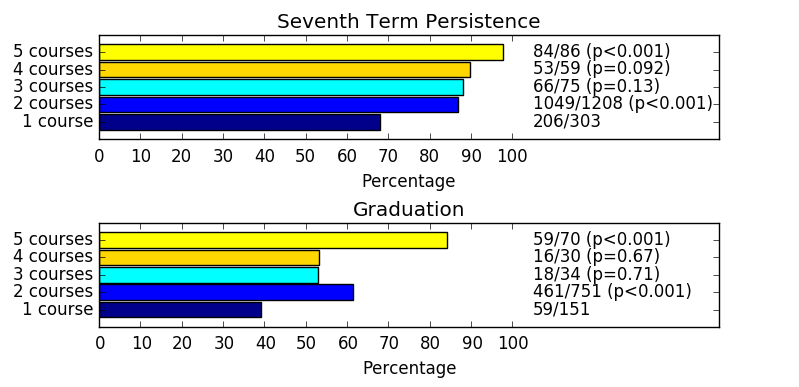 Seventh Term Persistence
5 courses 84/86 (p<0.001)
4 courses 53/59 (p=0.092)
3 courses 66/75 (p=0.13)
2 courses 1049/1208 (p<0.001)
1 course 206/303
0 10 20 30 40 50 60 70 80 90 100
Percentage
Graduation
5 courses 59/70 (p<0.001)
4 courses 16/30 (p=0.67)
3 courses 18/34 (p=0.71)
2 courses 461/751 (p<0.001)
1 course 59/151
0 10 20 30 40 50 60 70 80 90 100
Percentage